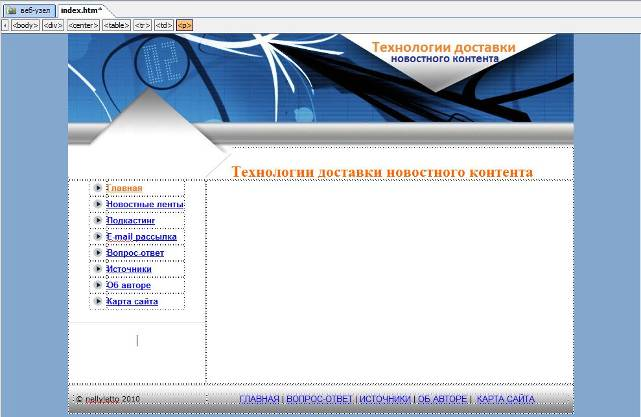 веб-узел index.htm*
<body> <div> <center> <table> <tr> <td> <p>
Технологии доставки
новостного контента
Технологии доставки новостного контента
Главная
Новостные ленты
Подкастинг
E-mail рассылка
Вопрос-ответ
Источники
Об авторе
Карта сайта
© nellyletto 2010 ГЛАВНАЯ | ВОПРОС-ОТВЕТ | ИСТОЧНИКИ | ОБ АВТОРЕ | КАРТА САЙТА